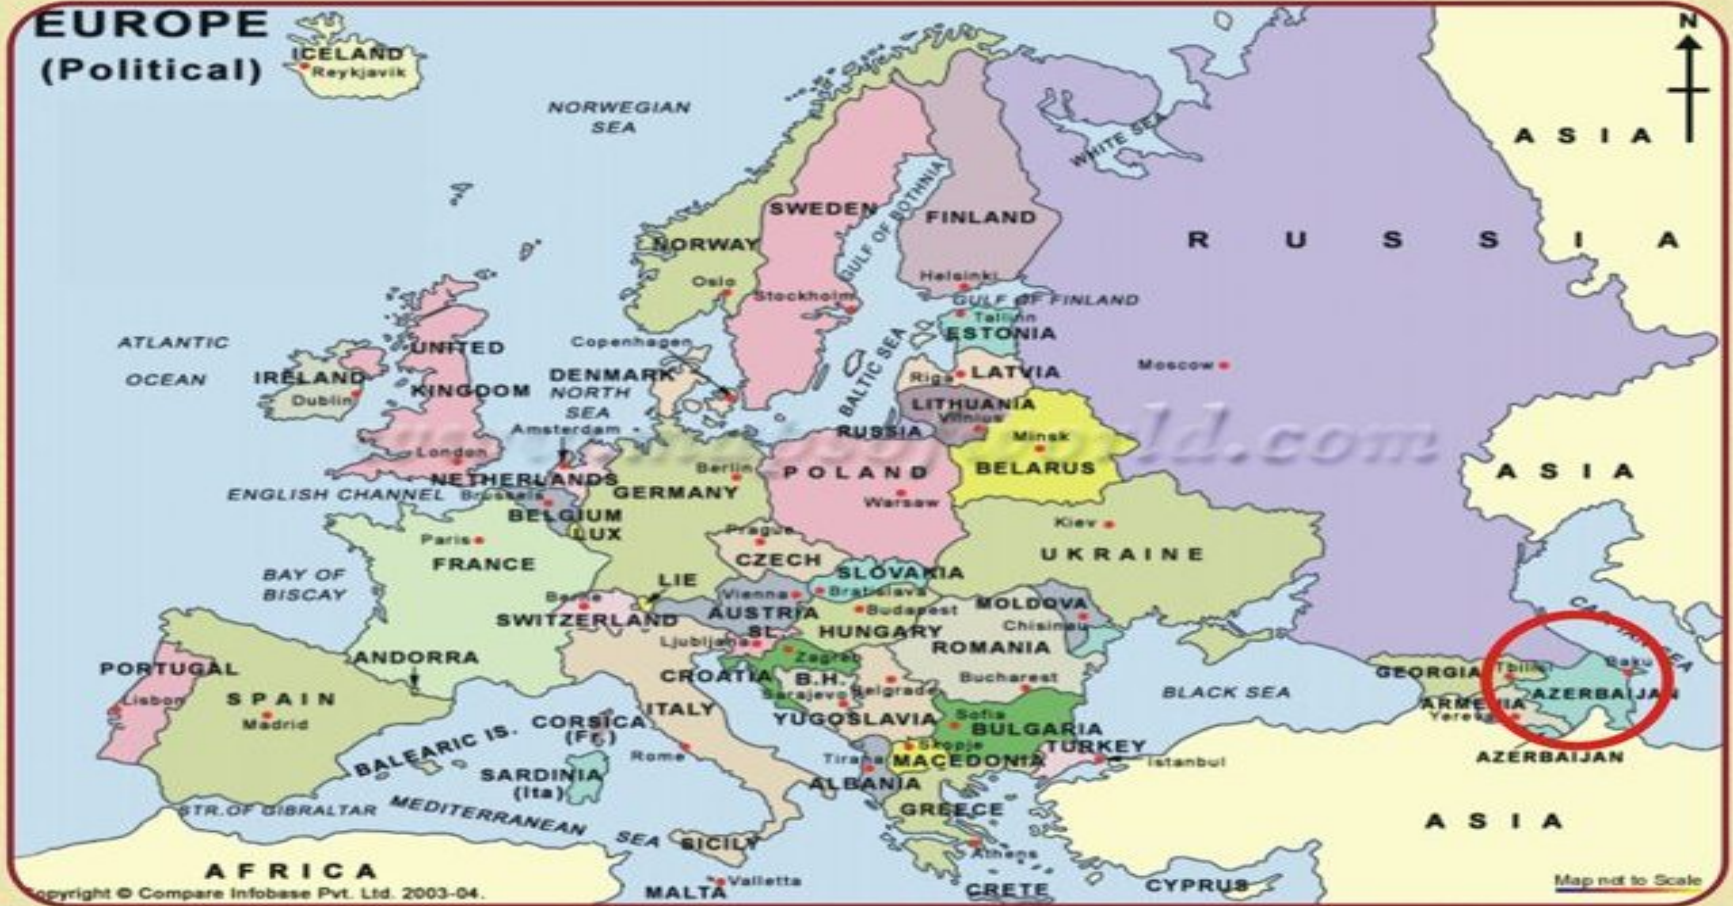 EUROPE
(Political)
N
ICELAND
Reykjavik
NORWEGIAN
SEA
WHITE SEA
ASIA
SWEDEN
GULF OF BOTHNIA
FINLAND
NORWAY
RUSSIA
Oslo
Stockholm
Helsinki
GULF OF FINLAND
Tallinn
ESTONIA
ATLANTIC
OCEAN
UNITED
KINGDOM
Copenhagen
DENMARK
NORTH
SEA
BALTIC SEA
Riga
LATVIA
Moscow
IRELAND
Dublin
LITHUANIA
Vilnius
RUSSIA
Amsterdam
Minsk
BELARUS
London
NETHERLANDS
Berlin
GERMANY
POLAND
Warsaw
ASIA
ENGLISH CHANNEL
Brussels
BELGIUM
LUX
Prague
CZECH
Kiev
UKRAINE
Paris
FRANCE
BAY OF
BISCAY
LIE
SLOVAKIA
Bratislava
Vienna
AUSTRIA
Berne
SWITZERLAND
Budapest
HUNGARY
MOLDOVA
Chisinau
SL.
Ljubljana
ROMANIA
Bucharest
Zagreb
CROATIA
B.H.
Sarajevo
Belgrade
YUGOSLAVIA
PORTUGAL
Lisbon
SPAIN
Madrid
ANDORRA
ITALY
Rome
CORSICA
(Fr.)
BALEARIC IS.
SARDINIA
(Ita)
Sofia
BULGARIA
Skopje
MACEDONIA
Tirana
ALBANIA
TURKEY
Istanbul
BLACK SEA
GEORGIA
Tbilisi
Baku
AZERBAIJAN
ARMENIA
AZERBAIJAN
STR.OF GIBRALTAR
MEDITERRANEAN SEA
GREECE
Athens
SICILY
ASIA
AFRICA
MALTA
Valletta
CRETE
CYPRUS
Map not to Scale
Copyright © Compare Infobase Pvt. Ltd. 2003-04.